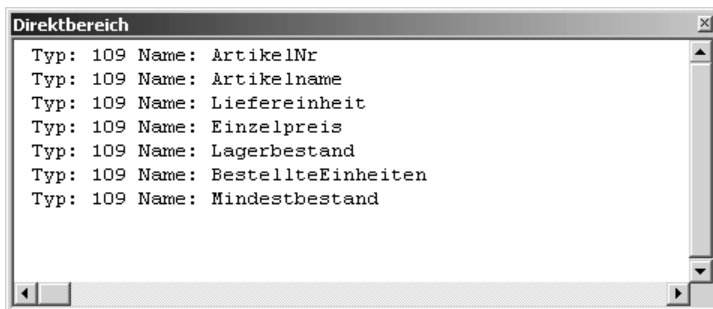 Direktbereich
Typ: 109 Name: ArtikelNr
Typ: 109 Name: Artikelname
Typ: 109 Name: Liefereinheit
Typ: 109 Name: Einzelpreis
Typ: 109 Name: Lagerbestand
Typ: 109 Name: BestellteEinheiten
Typ: 109 Name: Mindestbestand